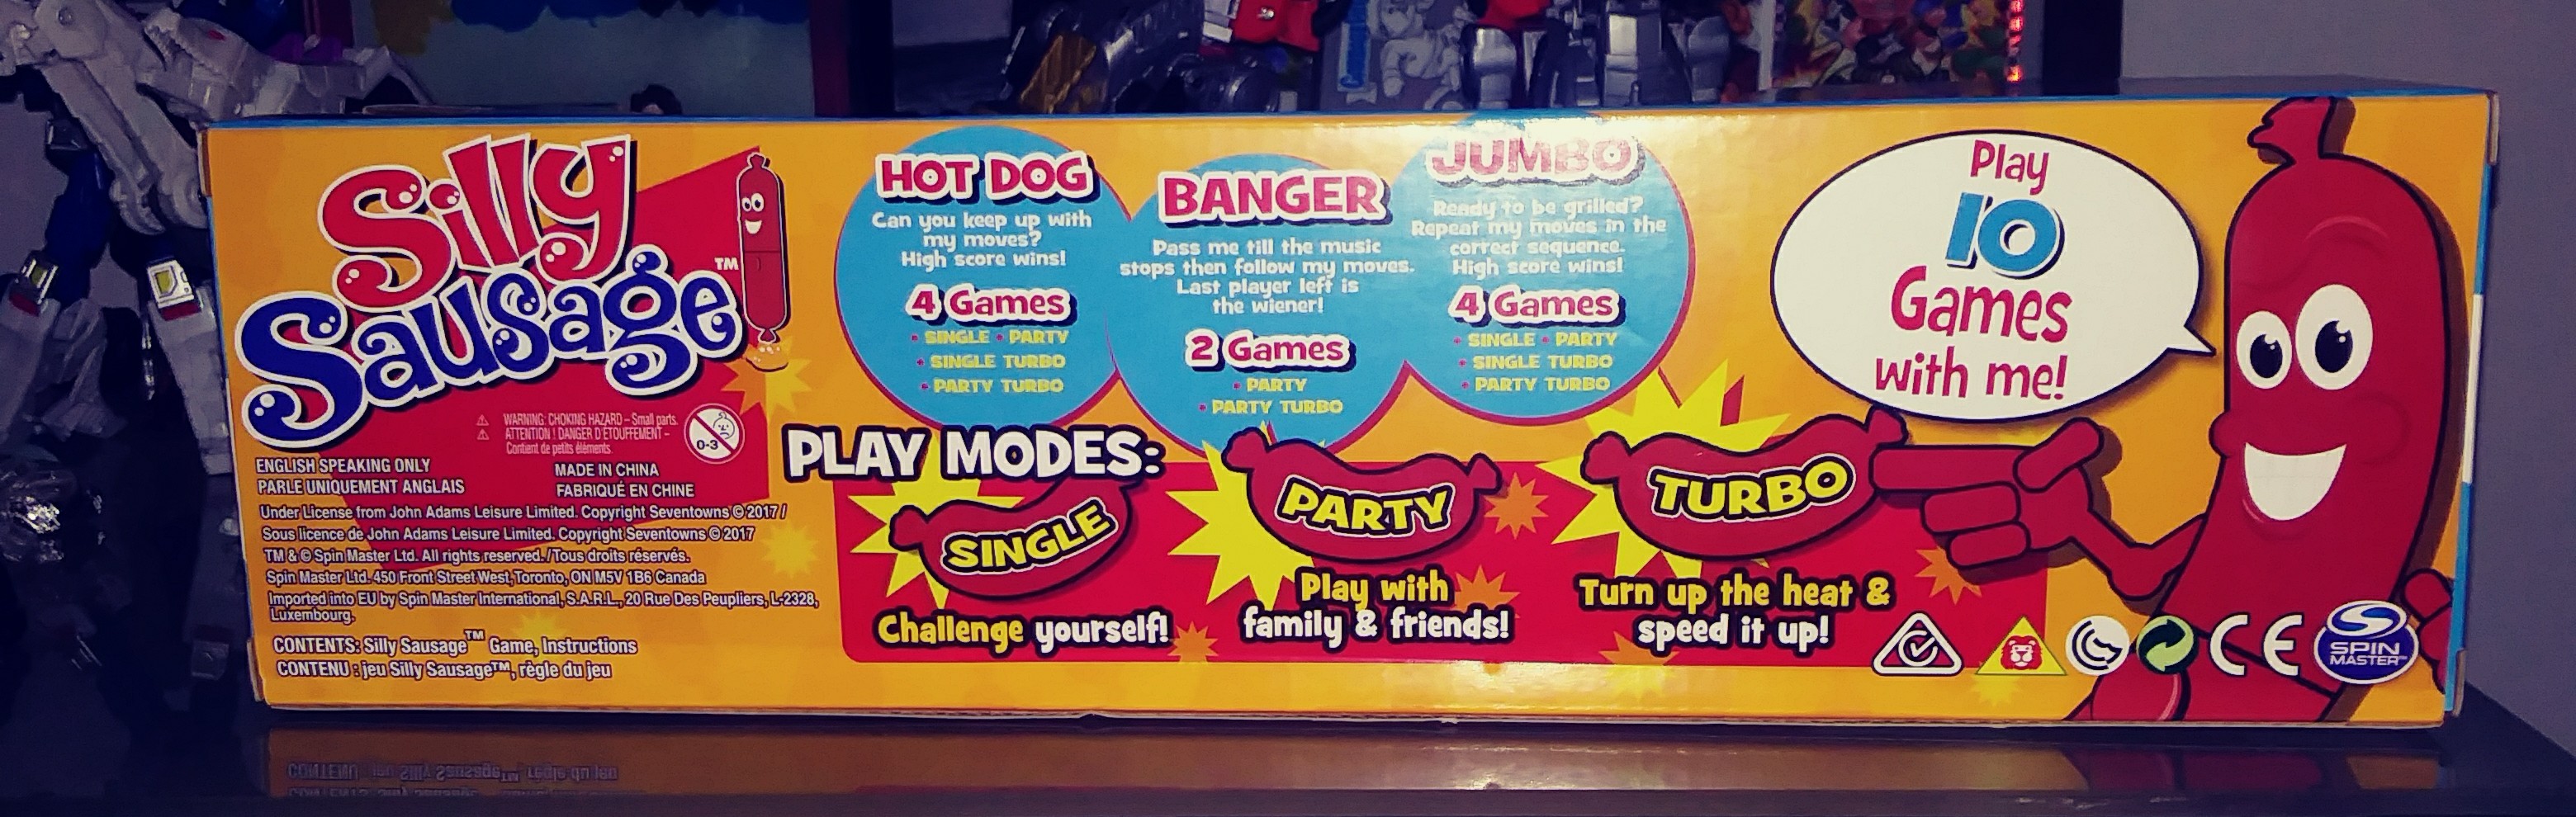 Silly
Sausage™
⚠ WARNING: CHOKING HAZARD – Small parts.
⚠ ATTENTION ! DANGER D'ÉTOUFFEMENT –
Contient de petits éléments.
0-3
ENGLISH SPEAKING ONLY
PARLE UNIQUEMENT ANGLAIS
MADE IN CHINA
FABRIQUÉ EN CHINE
Under License from John Adams Leisure Limited. Copyright Seventowns © 2017 /
Sous licence de John Adams Leisure Limited. Copyright Seventowns © 2017
TM & © Spin Master Ltd. All rights reserved. /Tous droits réservés.
Spin Master Ltd. 450 Front Street West, Toronto, ON M5V 1B6 Canada
Imported into EU by Spin Master International, S.A.R.L., 20 Rue Des Peupliers, L-2328,
Luxembourg.
CONTENTS: Silly Sausage™ Game, Instructions
CONTENU : jeu Silly Sausage™, règle du jeu
HOT DOG
Can you keep up with
my moves?
High score wins!
4 Games
• SINGLE • PARTY
• SINGLE TURBO
• PARTY TURBO
BANGER
Pass me till the music
stops then follow my moves.
Last player left is
the wiener!
2 Games
• PARTY
• PARTY TURBO
JUMBO
Ready to be grilled?
Repeat my moves in the
correct sequence.
High score wins!
4 Games
• SINGLE • PARTY
• SINGLE TURBO
• PARTY TURBO
PLAY MODES:
SINGLE
Challenge yourself!
PARTY
Play with
family & friends!
TURBO
Turn up the heat &
speed it up!
Play
10
Games
with me!
CE
SPIN
MASTER™